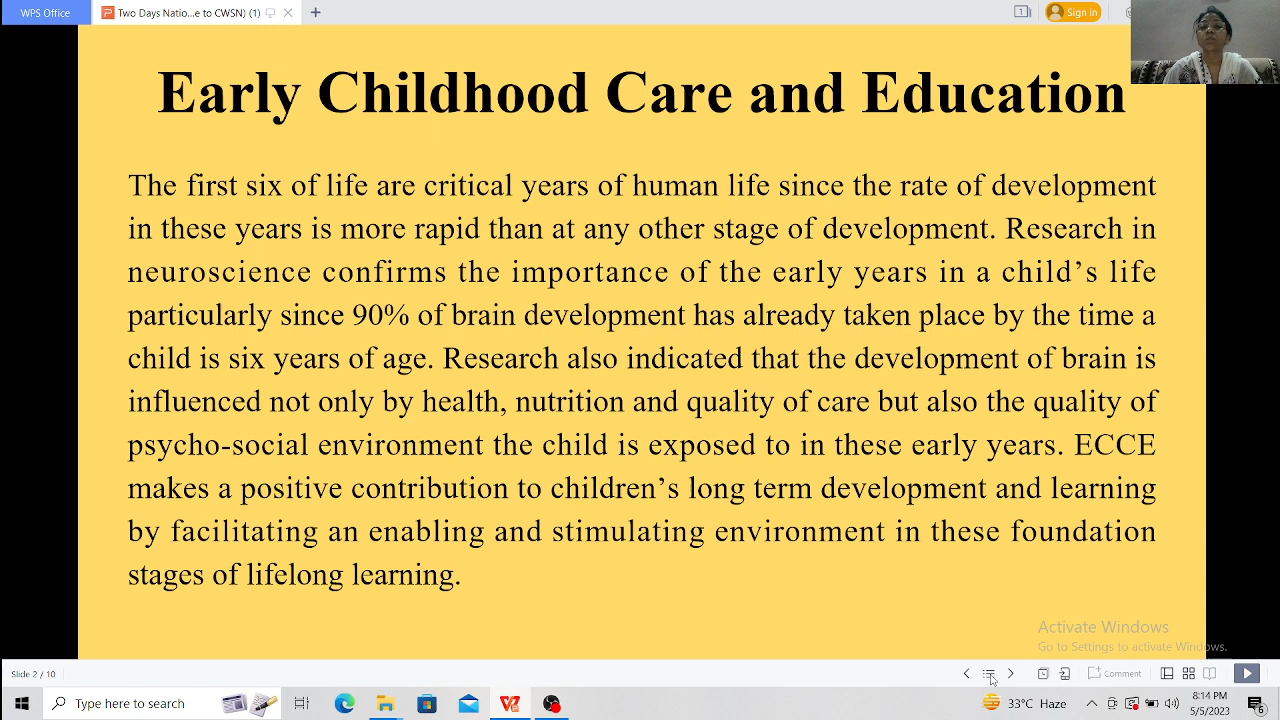 WPS Office
Two Days Natio...e to CWSN) (1)
1
Sign in
Early Childhood Care and Education
The first six of life are critical years of human life since the rate of development
in these years is more rapid than at any other stage of development. Research in
neuroscience confirms the importance of the early years in a child’s life
particularly since 90% of brain development has already taken place by the time a
child is six years of age. Research also indicated that the development of brain is
influenced not only by health, nutrition and quality of care but also the quality of
psycho-social environment the child is exposed to in these early years. ECCE
makes a positive contribution to children’s long term development and learning
by facilitating an enabling and stimulating environment in these foundation
stages of lifelong learning.
Activate Windows
Go to Settings to activate Windows.
Slide 2 / 10
Comment
Type here to search
33°C Haze
8:14 PM
5/5/2023
6